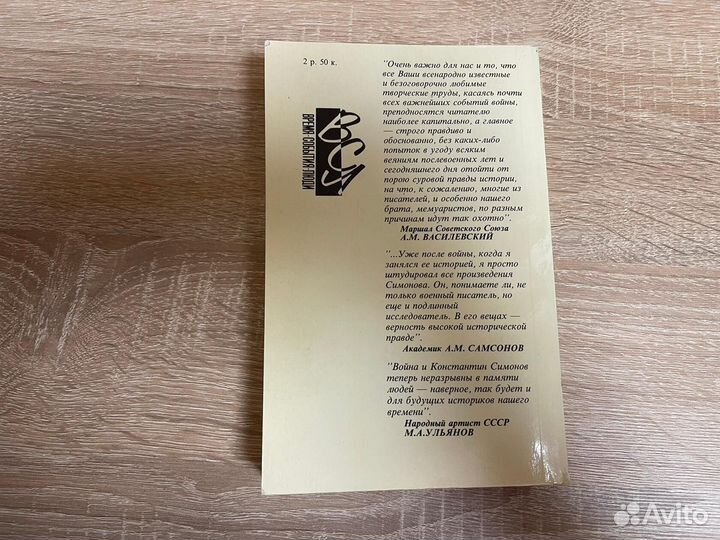 2 р. 50 к.
"Очень важно для нас и то, что
все Ваши всенародно известные
и безоговорочно любимые
творческие труды, касаясь почти
всех важнейших событий войны,
преподносятся читателю
наиболее капитально, а главное
— строго правдиво и
обоснованно, без каких-либо
попыток в угоду всяким
веяниям послевоенных лет и
сегодняшнего дня отойти от
порою суровой правды истории,
на что, к сожалению, многие из
писателей, и особенно нашего
брата, мемуаристов, по разным
причинам идут так охотно".
Маршал Советского Союза
А.М. ВАСИЛЕВСКИЙ
"...Уже после войны, когда я
занялся ее историей, я просто
штудировал все произведения
Симонова. Он, понимаете ли, не
только военный писатель, но
еще и подлинный
исследователь. В его вещах —
верность высокой исторической
правде".
Академик А.М. САМСОНОВ
"Война и Константин Симонов
теперь неразрывны в памяти
людей — наверное, так будет и
для будущих историков нашего
времени".
Народный артист СССР
М.А.УЛЬЯНОВ
ВСЛ
ВРЕМЯ·СОБЫТИЯ·ЛЮДИ
Avito